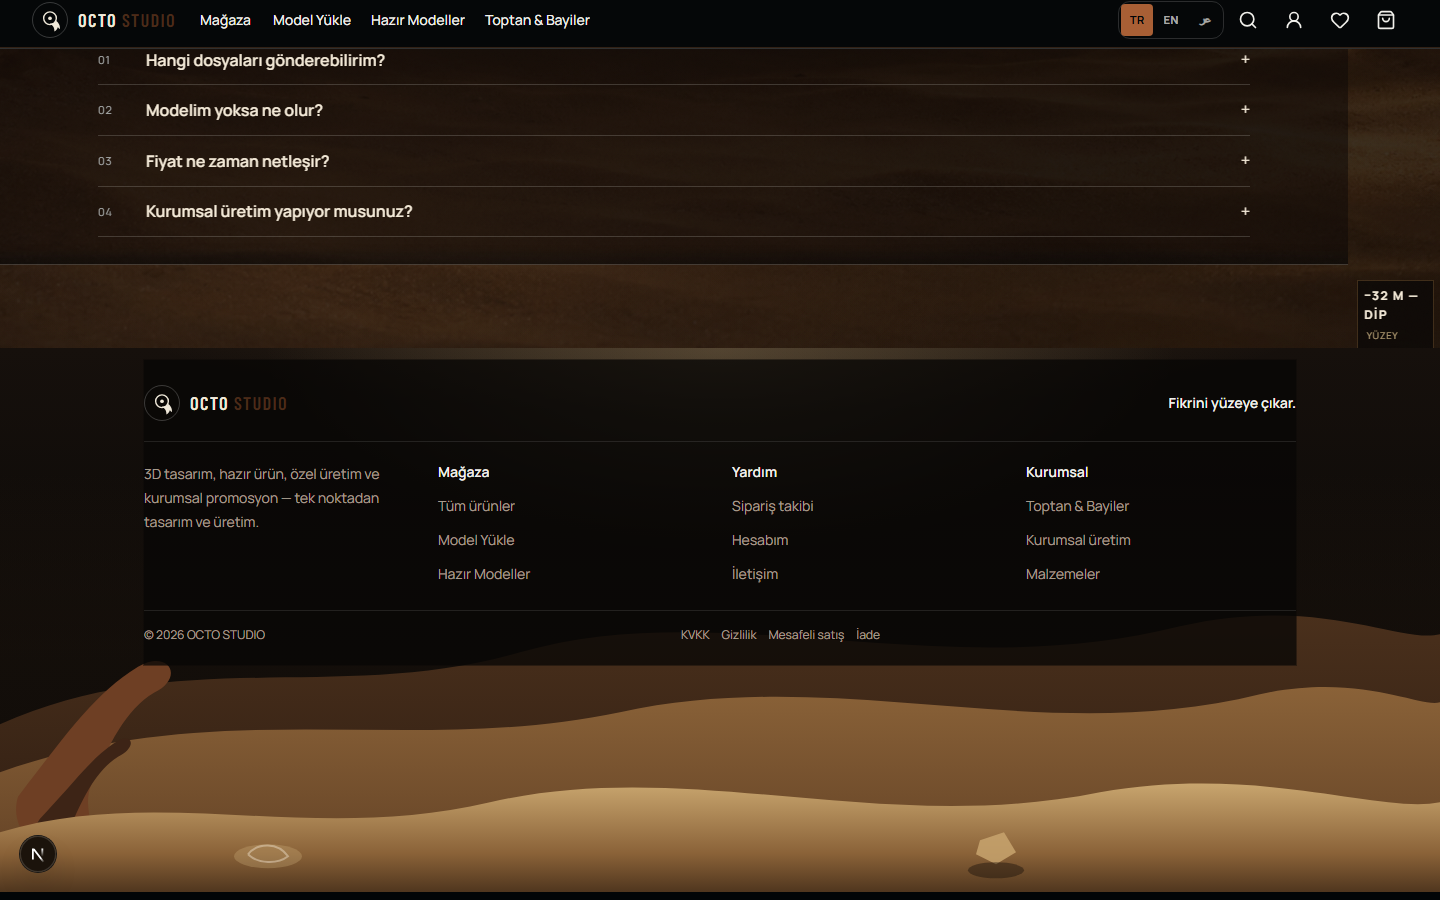 OCTO STUDIO Mağaza Model Yükle Hazır Modeller Toptan & Bayiler TR EN عر
01 Hangi dosyaları gönderebilirim? +
02 Modelim yoksa ne olur? +
03 Fiyat ne zaman netleşir? +
04 Kurumsal üretim yapıyor musunuz? +
−32 M —
DİP
YÜZEY
OCTO STUDIO Fikrini yüzeye çıkar.
3D tasarım, hazır ürün, özel üretim ve
kurumsal promosyon — tek noktadan
tasarım ve üretim.
Mağaza
Tüm ürünler
Model Yükle
Hazır Modeller
Yardım
Sipariş takibi
Hesabım
İletişim
Kurumsal
Toptan & Bayiler
Kurumsal üretim
Malzemeler
© 2026 OCTO STUDIO KVKK Gizlilik Mesafeli satış İade
N